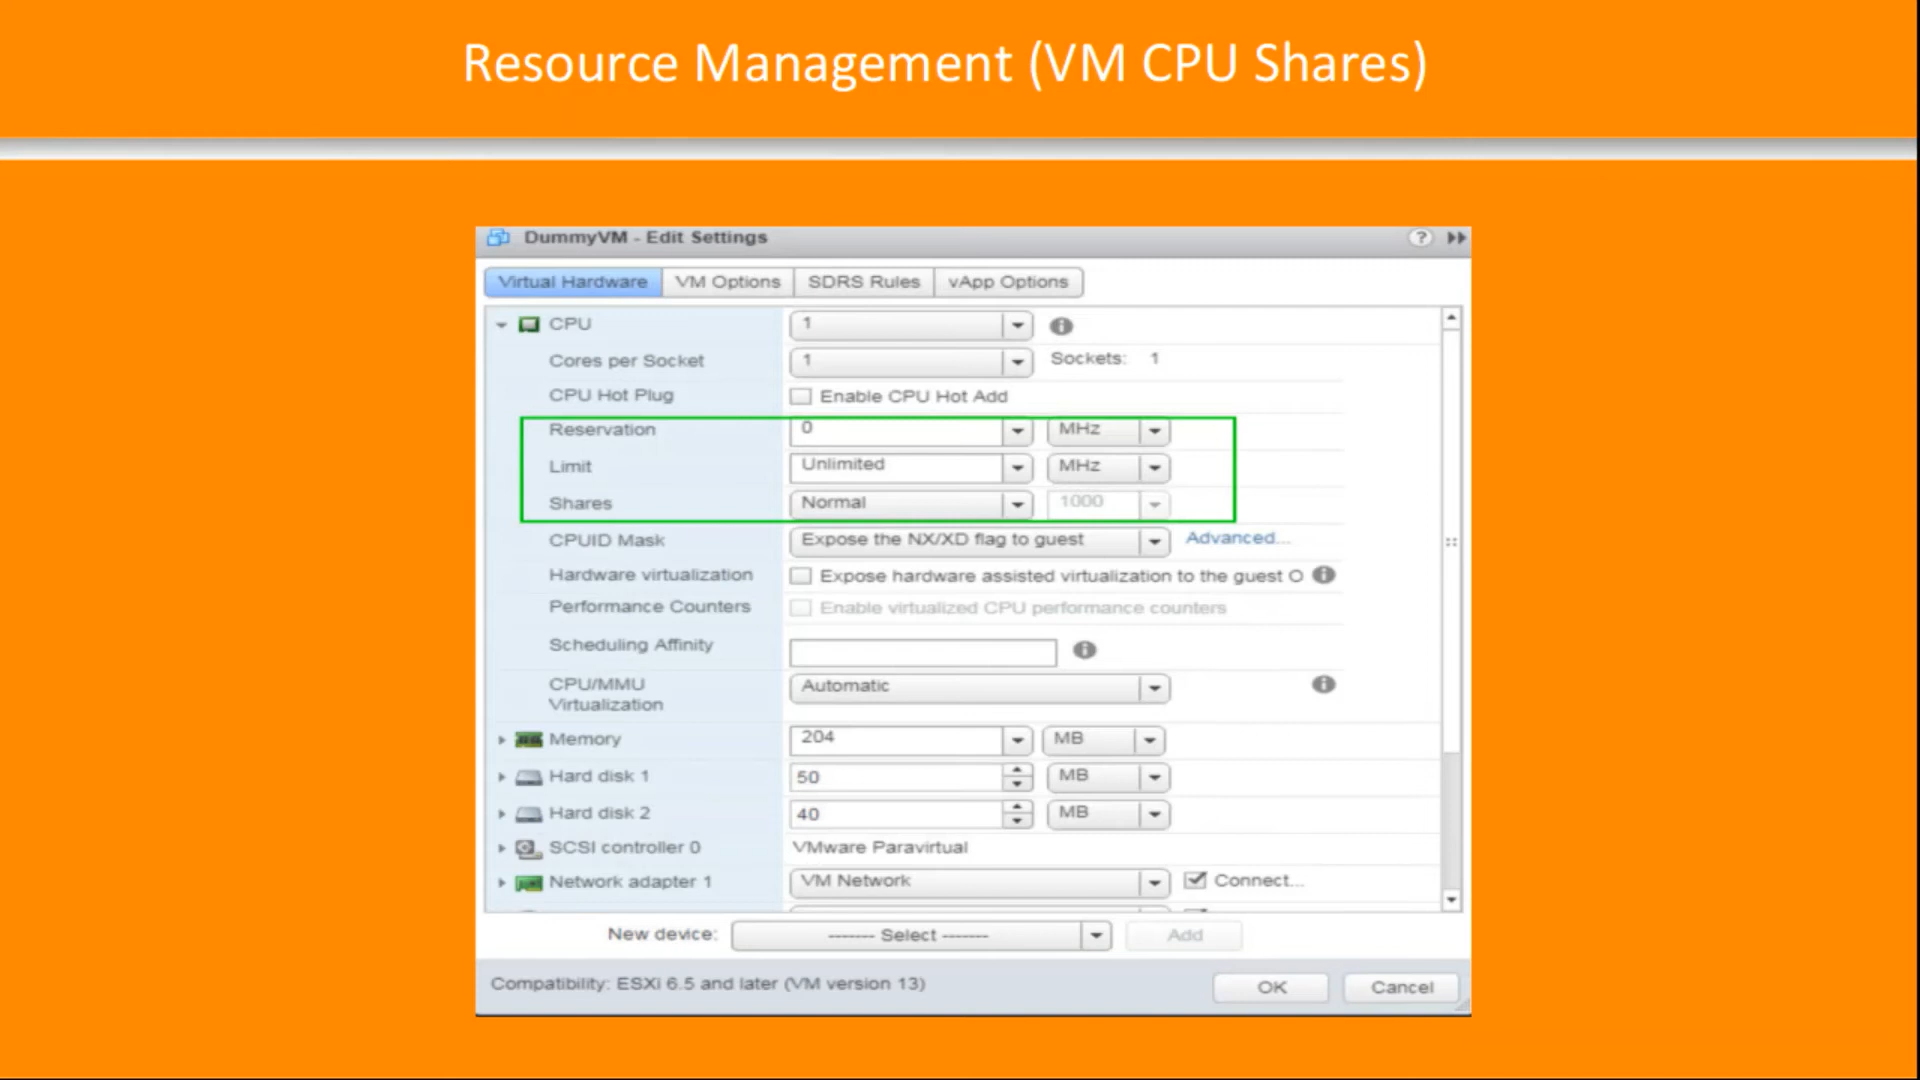 Resource Management (VM CPU Shares)
DummyVM - Edit Settings ?
Virtual Hardware VM Options SDRS Rules vApp Options
CPU 1
Cores per Socket 1 Sockets: 1
CPU Hot Plug Enable CPU Hot Add
Reservation 0 MHz
Limit Unlimited MHz
Shares Normal 1000
CPUID Mask Expose the NX/XD flag to guest Advanced...
Hardware virtualization Expose hardware assisted virtualization to the guest O
Performance Counters Enable virtualized CPU performance counters
Scheduling Affinity
CPU/MMU Automatic
Virtualization
Memory 204 MB
Hard disk 1 50 MB
Hard disk 2 40 MB
SCSI controller 0 VMware Paravirtual
Network adapter 1 VM Network Connect...
New device: ------- Select ------- Add
Compatibility: ESXi 6.5 and later (VM version 13) OK Cancel